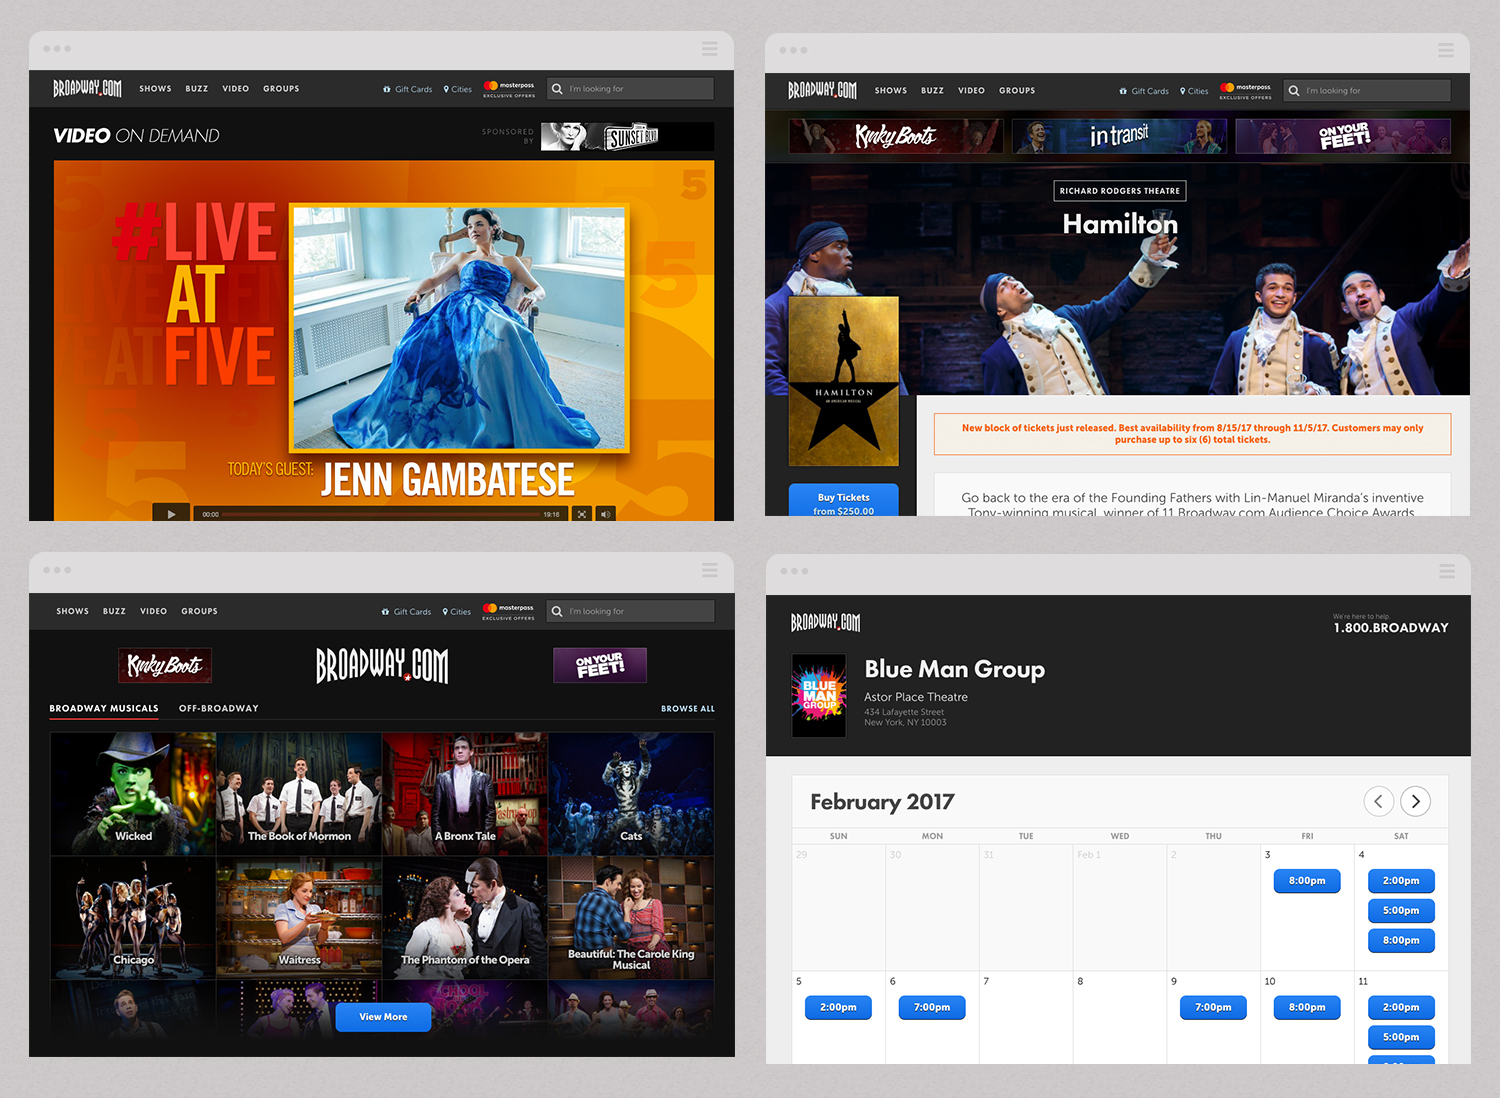 BROADWAY.COM SHOWS BUZZ VIDEO GROUPS Gift Cards Cities masterpass EXCLUSIVE OFFERS I'm looking for
VIDEO ON DEMAND
SPONSORED BY
SUNSET BLVD
#LIVE
AT
FIVE
5
TODAY'S GUEST: JENN GAMBATESE
00:00 19:16
BROADWAY.COM SHOWS BUZZ VIDEO GROUPS Gift Cards Cities masterpass EXCLUSIVE OFFERS I'm looking for
Kinky Boots in transit ON YOUR FEET!
RICHARD RODGERS THEATRE
Hamilton
HAMILTON
AN AMERICAN MUSICAL
New block of tickets just released. Best availability from 8/15/17 through 11/5/17. Customers may only
purchase up to six (6) total tickets.
Buy Tickets
from $250.00
Go back to the era of the Founding Fathers with Lin-Manuel Miranda's inventive
Tony-winning musical, winner of 11 Broadway.com Audience Choice Awards
SHOWS BUZZ VIDEO GROUPS Gift Cards Cities masterpass EXCLUSIVE OFFERS I'm looking for
Kinky Boots BROADWAY.COM ON YOUR FEET!
BROADWAY MUSICALS OFF-BROADWAY BROWSE ALL
Wicked The Book of Mormon A Bronx Tale Cats
Chicago Waitress The Phantom of the Opera Beautiful: The Carole King
Musical
View More
BROADWAY.COM
We're here to help.
1.800.BROADWAY
BLUE
MAN
GROUP
Blue Man Group
Astor Place Theatre
434 Lafayette Street
New York, NY 10003
February 2017
SUN MON TUE WED THU FRI SAT
29 30 31 Feb 1 2 3 4
8:00pm 2:00pm
5:00pm
8:00pm
5 6 7 8 9 10 11
2:00pm 7:00pm 7:00pm 8:00pm 2:00pm
5:00pm